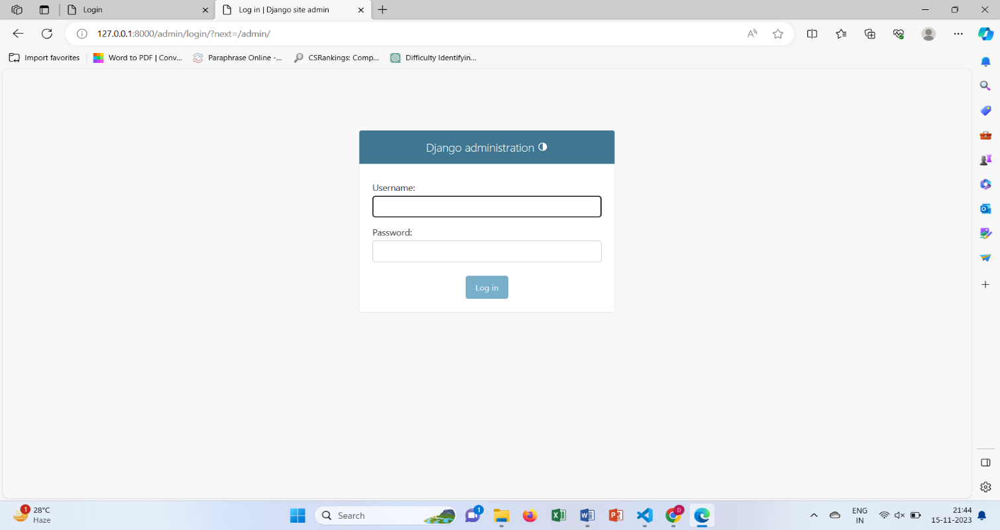 Login
Log in | Django site admin
127.0.0.1:8000/admin/login/?next=/admin/
Import favorites
Word to PDF | Conv...
Paraphrase Online -...
CSRankings: Comp...
Difficulty Identifyin...
Django administration
Username:
Password:
Log in
1
28°C
Haze
Search
1
D
ENG
IN
21:44
15-11-2023